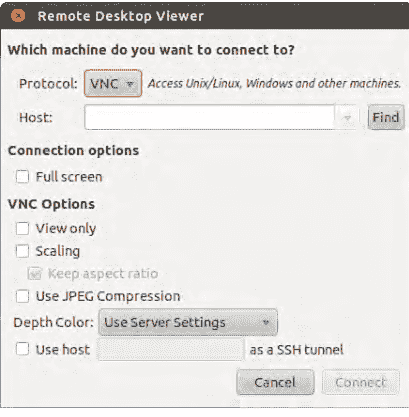 Remote Desktop Viewer
Which machine do you want to connect to?
Protocol: VNC Access Unix/Linux, Windows and other machines.
Host: Find
Connection options
Full screen
VNC Options
View only
Scaling
Keep aspect ratio
Use JPEG Compression
Depth Color: Use Server Settings
Use host as a SSH tunnel
Cancel Connect